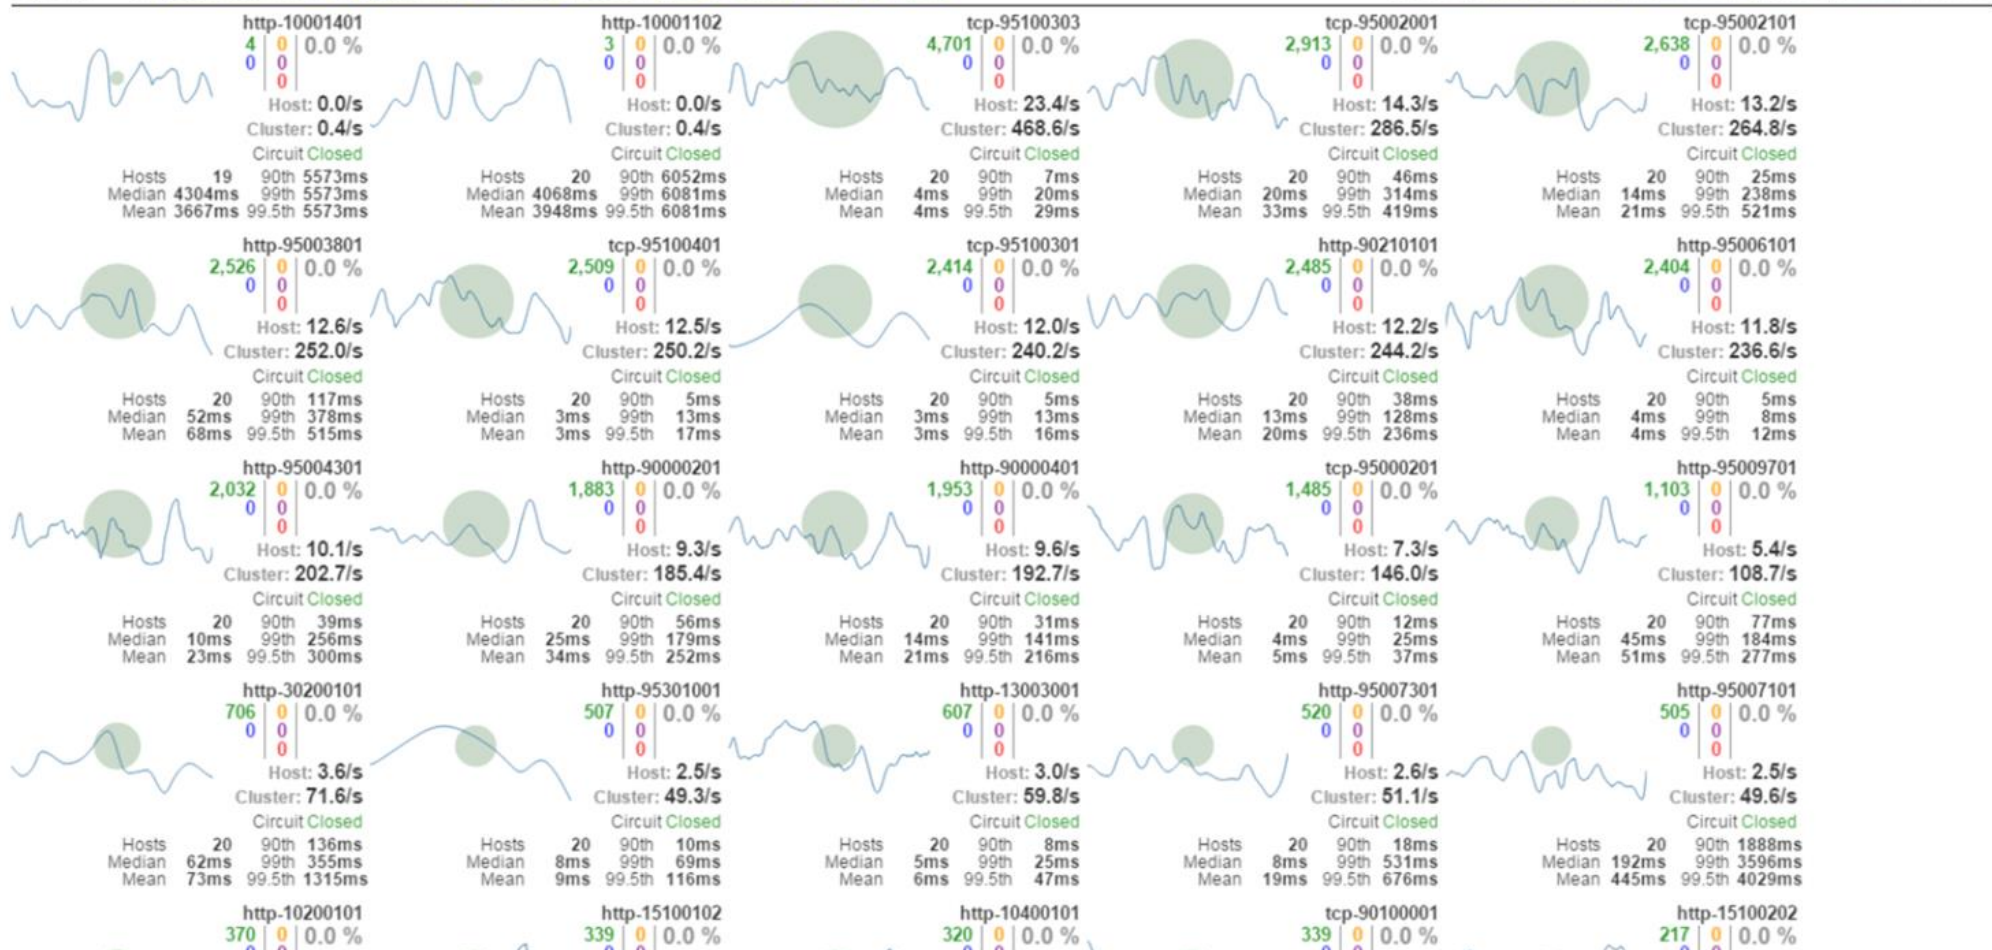 http-10001401
4 0 0.0 %
0 0
0
Host: 0.0/s
Cluster: 0.4/s
Circuit Closed
Hosts 19 90th 5573ms
Median 4304ms 99th 5573ms
Mean 3667ms 99.5th 5573ms
http-10001102
3 0 0.0 %
0 0
0
Host: 0.0/s
Cluster: 0.4/s
Circuit Closed
Hosts 20 90th 6052ms
Median 4068ms 99th 6081ms
Mean 3948ms 99.5th 6081ms
tcp-95100303
4,701 0 0.0 %
0 0
0
Host: 23.4/s
Cluster: 468.6/s
Circuit Closed
Hosts 20 90th 7ms
Median 4ms 99th 20ms
Mean 4ms 99.5th 29ms
tcp-95002001
2,913 0 0.0 %
0 0
0
Host: 14.3/s
Cluster: 286.5/s
Circuit Closed
Hosts 20 90th 46ms
Median 20ms 99th 314ms
Mean 33ms 99.5th 419ms
tcp-95002101
2,638 0 0.0 %
0 0
0
Host: 13.2/s
Cluster: 264.8/s
Circuit Closed
Hosts 20 90th 25ms
Median 14ms 99th 238ms
Mean 21ms 99.5th 521ms
http-95003801
2,526 0 0.0 %
0 0
0
Host: 12.6/s
Cluster: 252.0/s
Circuit Closed
Hosts 20 90th 117ms
Median 52ms 99th 378ms
Mean 68ms 99.5th 515ms
tcp-95100401
2,509 0 0.0 %
0 0
0
Host: 12.5/s
Cluster: 250.2/s
Circuit Closed
Hosts 20 90th 5ms
Median 3ms 99th 13ms
Mean 3ms 99.5th 17ms
tcp-95100301
2,414 0 0.0 %
0 0
0
Host: 12.0/s
Cluster: 240.2/s
Circuit Closed
Hosts 20 90th 5ms
Median 3ms 99th 13ms
Mean 3ms 99.5th 16ms
http-90210101
2,485 0 0.0 %
0 0
0
Host: 12.2/s
Cluster: 244.2/s
Circuit Closed
Hosts 20 90th 38ms
Median 13ms 99th 128ms
Mean 20ms 99.5th 236ms
http-95006101
2,404 0 0.0 %
0 0
0
Host: 11.8/s
Cluster: 236.6/s
Circuit Closed
Hosts 20 90th 5ms
Median 4ms 99th 8ms
Mean 4ms 99.5th 12ms
http-95004301
2,032 0 0.0 %
0 0
0
Host: 10.1/s
Cluster: 202.7/s
Circuit Closed
Hosts 20 90th 39ms
Median 10ms 99th 256ms
Mean 23ms 99.5th 300ms
http-90000201
1,883 0 0.0 %
0 0
0
Host: 9.3/s
Cluster: 185.4/s
Circuit Closed
Hosts 20 90th 56ms
Median 25ms 99th 179ms
Mean 34ms 99.5th 252ms
http-90000401
1,953 0 0.0 %
0 0
0
Host: 9.6/s
Cluster: 192.7/s
Circuit Closed
Hosts 20 90th 31ms
Median 14ms 99th 141ms
Mean 21ms 99.5th 216ms
tcp-95000201
1,485 0 0.0 %
0 0
0
Host: 7.3/s
Cluster: 146.0/s
Circuit Closed
Hosts 20 90th 12ms
Median 4ms 99th 25ms
Mean 5ms 99.5th 37ms
http-95009701
1,103 0 0.0 %
0 0
0
Host: 5.4/s
Cluster: 108.7/s
Circuit Closed
Hosts 20 90th 77ms
Median 45ms 99th 184ms
Mean 51ms 99.5th 277ms
http-30200101
706 0 0.0 %
0 0
0
Host: 3.6/s
Cluster: 71.6/s
Circuit Closed
Hosts 20 90th 136ms
Median 62ms 99th 355ms
Mean 73ms 99.5th 1315ms
http-95301001
507 0 0.0 %
0 0
0
Host: 2.5/s
Cluster: 49.3/s
Circuit Closed
Hosts 20 90th 10ms
Median 8ms 99th 69ms
Mean 9ms 99.5th 116ms
http-13003001
607 0 0.0 %
0 0
0
Host: 3.0/s
Cluster: 59.8/s
Circuit Closed
Hosts 20 90th 8ms
Median 5ms 99th 25ms
Mean 6ms 99.5th 47ms
http-95007301
520 0 0.0 %
0 0
0
Host: 2.6/s
Cluster: 51.1/s
Circuit Closed
Hosts 20 90th 18ms
Median 8ms 99th 531ms
Mean 19ms 99.5th 676ms
http-95007101
505 0 0.0 %
0 0
0
Host: 2.5/s
Cluster: 49.6/s
Circuit Closed
Hosts 20 90th 1888ms
Median 192ms 99th 3596ms
Mean 445ms 99.5th 4029ms
http-10200101
370 0 0.0 %
http-15100102
339 0 0.0 %
http-10400101
320 0 0.0 %
tcp-90100001
339 0 0.0 %
http-15100202
217 0 0.0 %